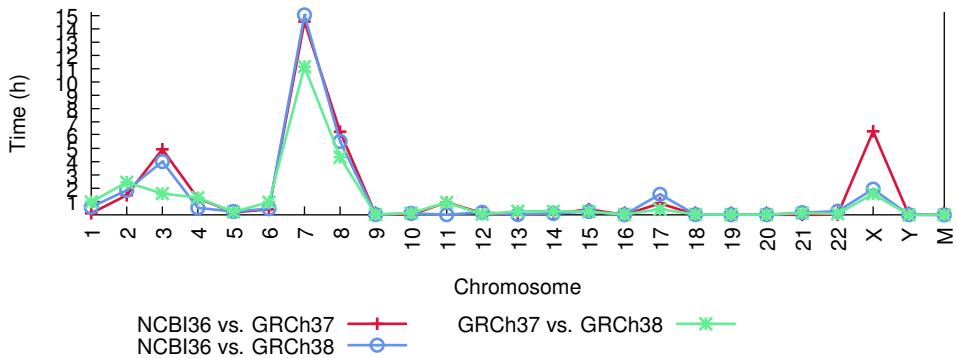 15
14
13
12
11
10
9
8
7
6
5
4
3
2
1
Time (h)
1 2 3 4 5 6 7 8 9 10 11 12 13 14 15 16 17 18 19 20 21 22 X Y M
Chromosome
NCBI36 vs. GRCh37
GRCh37 vs. GRCh38
NCBI36 vs. GRCh38